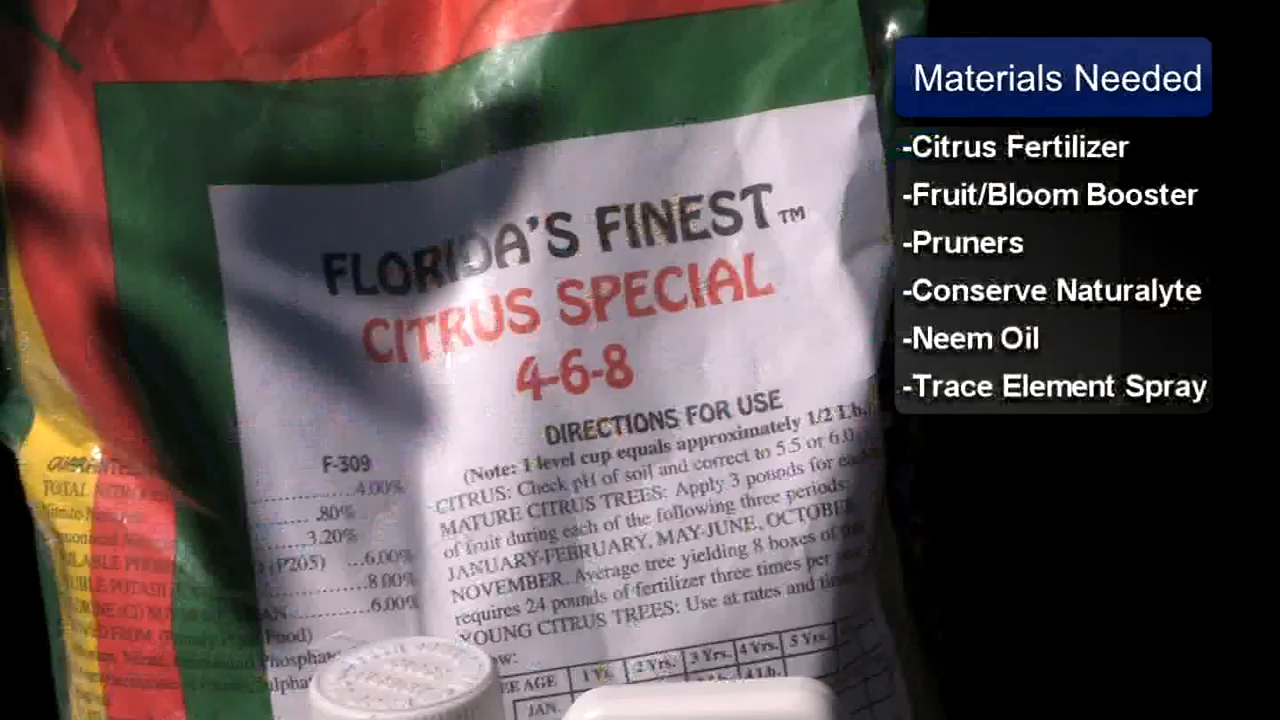 FLORIDA'S FINEST™
CITRUS SPECIAL
4-6-8
DIRECTIONS FOR USE
(Note: 1 level cup equals approximately 1/2 Lb.
CITRUS: Check pH of soil and correct to 5.5 or 6.0
MATURE CITRUS TREES: Apply 3 pounds for
of fruit during each of the following three periods:
JANUARY-FEBRUARY, MAY-JUNE, OCTOBER
NOVEMBER. Average tree yielding 8 boxes of
requires 24 pounds of fertilizer three times per
YOUNG CITRUS TREES: Use at rates and
1 Yr. 2 Yrs. 3 Yrs. 4 Yrs. 5 Yrs.
AGE
JAN.
F-309
TOTAL 4.00%
.80%
3.20%
(P205) ...6.00%
8.00%
6.00%
Food)
Materials Needed
-Citrus Fertilizer
-Fruit/Bloom Booster
-Pruners
-Conserve Naturalyte
-Neem Oil
-Trace Element Spray